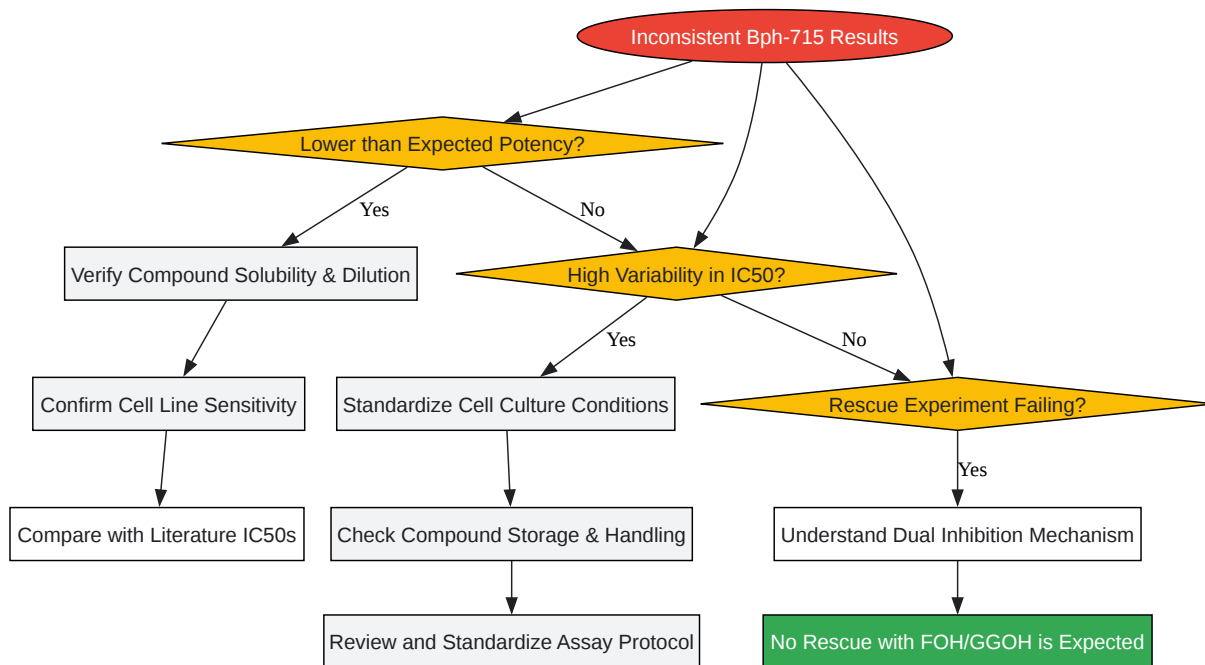 Inconsistent Bph-715 Results
Lower than Expected Potency?
Yes
No
Verify Compound Solubility & Dilution
High Variability in IC50?
Yes
No
Confirm Cell Line Sensitivity
Standardize Cell Culture Conditions
Rescue Experiment Failing?
Yes
Compare with Literature IC50s
Check Compound Storage & Handling
Understand Dual Inhibition Mechanism
Review and Standardize Assay Protocol
No Rescue with FOH/GGOH is Expected